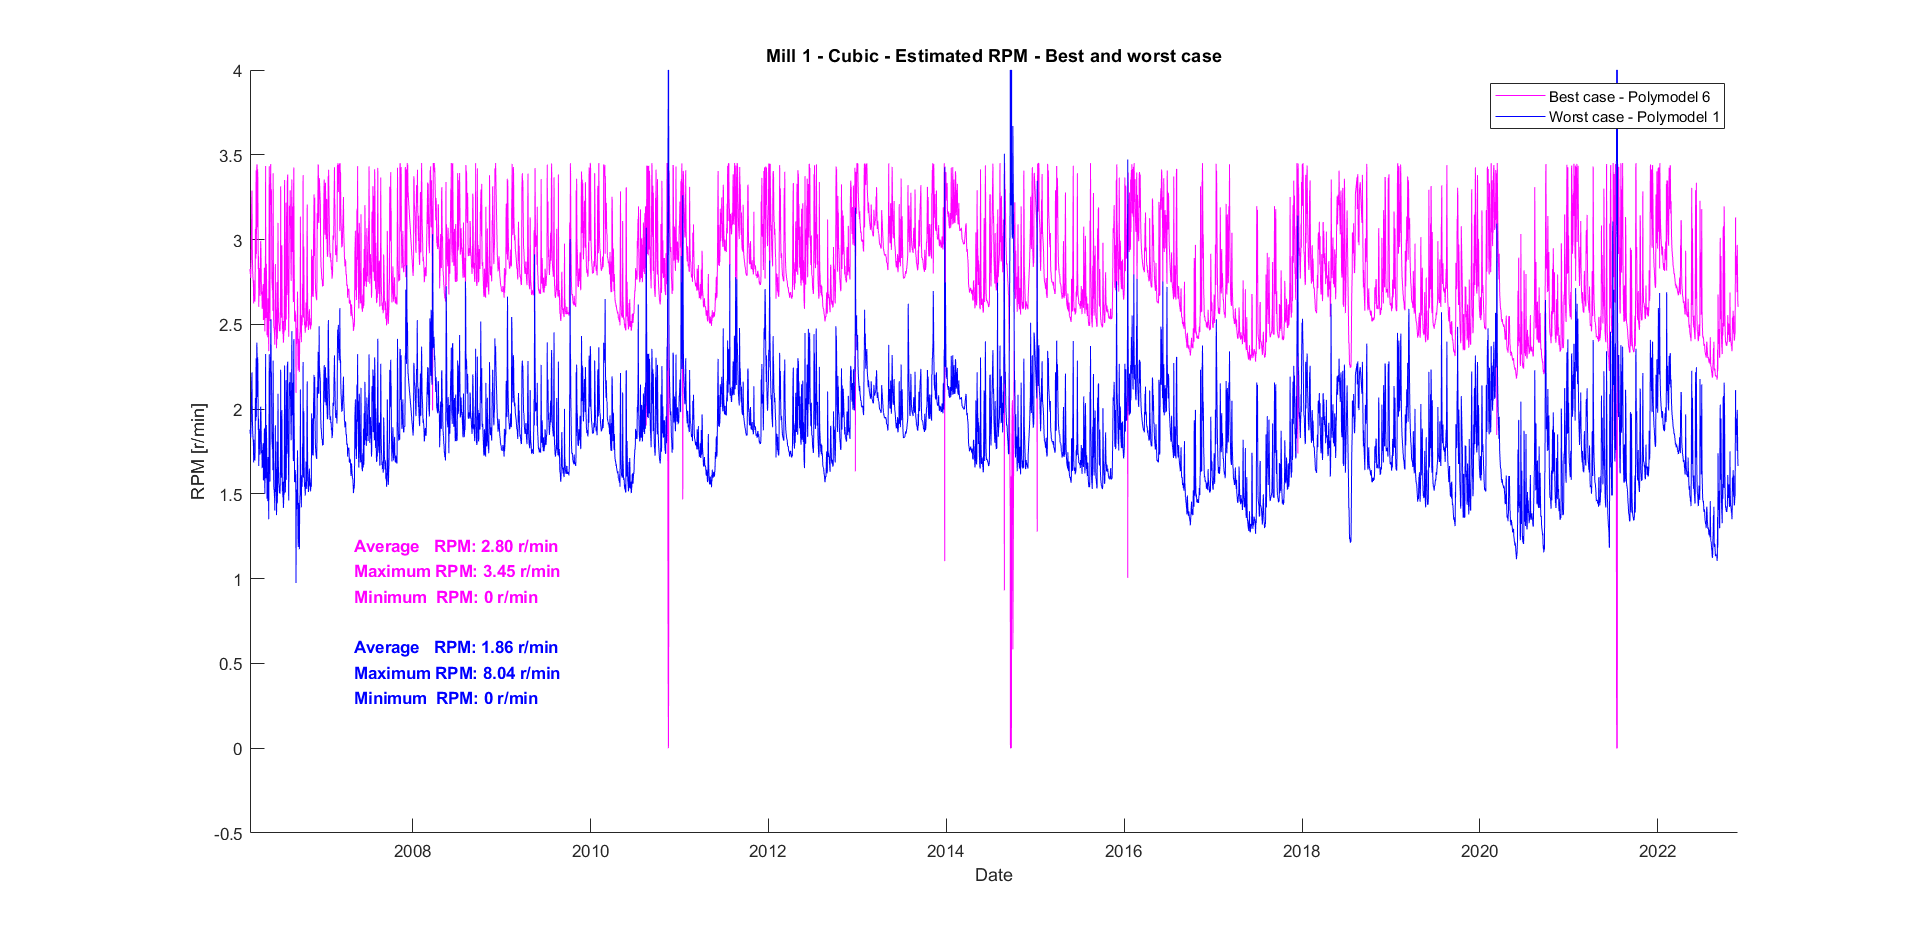 Mill 1 - Cubic - Estimated RPM - Best and worst case
Best case - Polymodel 6
Worst case - Polymodel 1
4
3.5
3
2.5
2
1.5
1
0.5
0
-0.5
RPM [r/min]
Average RPM: 2.80 r/min
Maximum RPM: 3.45 r/min
Minimum RPM: 0 r/min
Average RPM: 1.86 r/min
Maximum RPM: 8.04 r/min
Minimum RPM: 0 r/min
2008 2010 2012 2014 2016 2018 2020 2022
Date